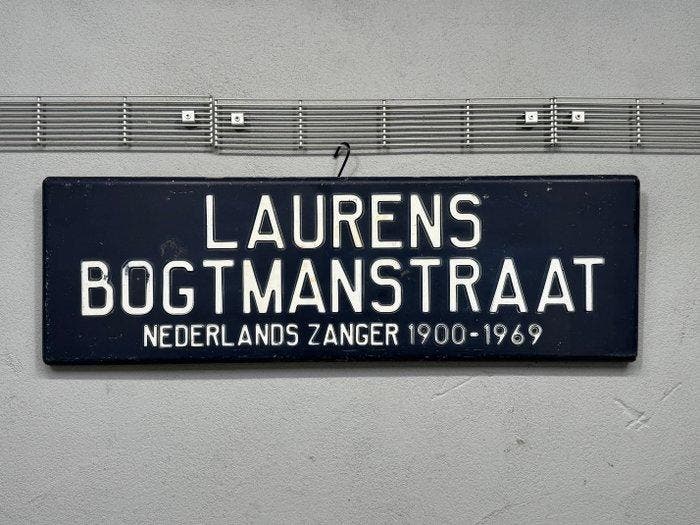 LAURENS
BOGTMANSTRAAT
NEDERLANDS ZANGER 1900-1969